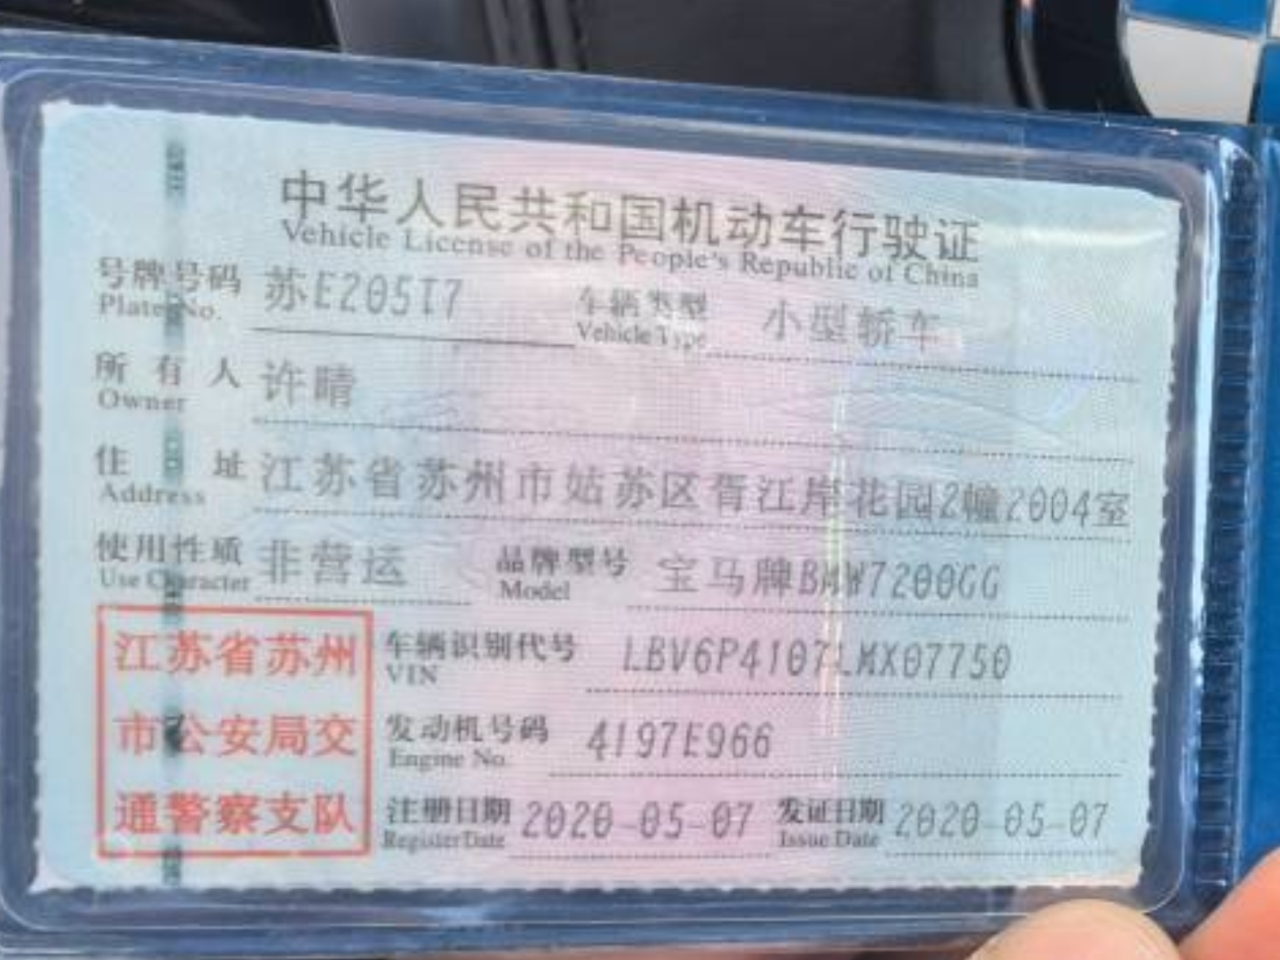 中华人民共和国机动车行驶证
Vehicle License of the People's Republic of China
号牌号码 苏E205I7 车辆类型 小型轿车
Plate No. Vehicle Type
所有人 许晴
Owner
住址 江苏省苏州市姑苏区胥江岸花园2幢2004室
Address
使用性质 非营运 品牌型号 宝马牌BMW7200GG
Use Character Model
江苏省苏州
市公安局交
通警察支队
车辆识别代号 LBV6P4107LMX07750
VIN
发动机号码 4197E966
Engine No.
注册日期 2020-05-07 发证日期 2020-05-07
Register Date Issue Date